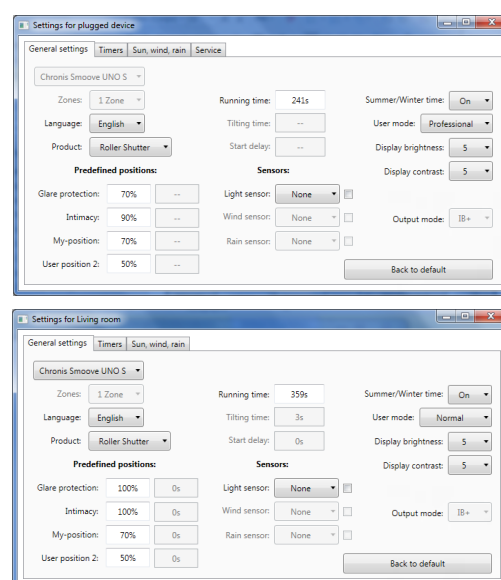 Settings for plugged device
General settings Timers Sun, wind, rain Service
Chronis Smoove UNO S
Zones: 1 Zone Running time: 241s Summer/Winter time: On
Language: English Tilting time: -- User mode: Professional
Product: Roller Shutter Start delay: -- Display brightness: 5
Predefined positions: Sensors: Display contrast: 5
Glare protection: 70% -- Light sensor: None
Intimacy: 90% -- Wind sensor: None Output mode: IB+
My-position: 70% -- Rain sensor: None
User position 2: 50% -- Back to default
Settings for Living room
General settings Timers Sun, wind, rain
Chronis Smoove UNO S
Zones: 1 Zone Running time: 359s Summer/Winter time: On
Language: English Tilting time: 3s User mode: Normal
Product: Roller Shutter Start delay: 0s Display brightness: 5
Predefined positions: Sensors: Display contrast: 5
Glare protection: 100% 0s Light sensor: None
Intimacy: 100% 0s Wind sensor: None Output mode: IB+
My-position: 70% 0s Rain sensor: None
User position 2: 50% 0s Back to default